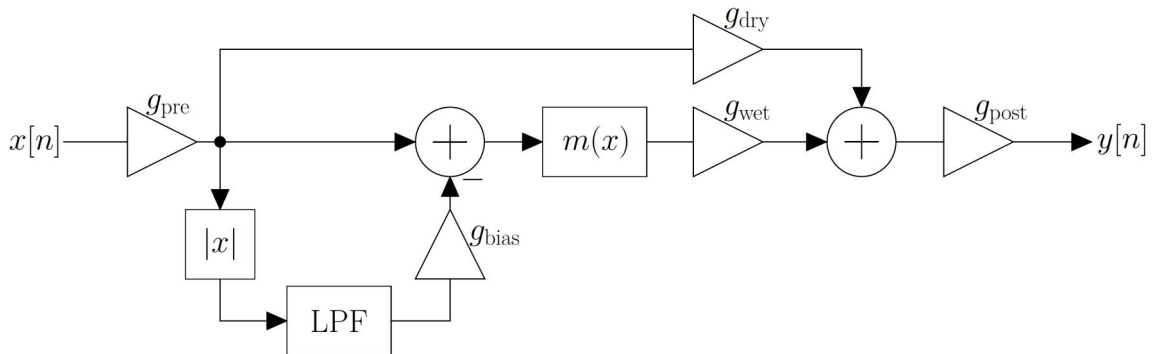 g_dry
g_pre
g_wet
g_post
x[n]
+
m(x)
+
y[n]
−
|x|
g_bias
LPF